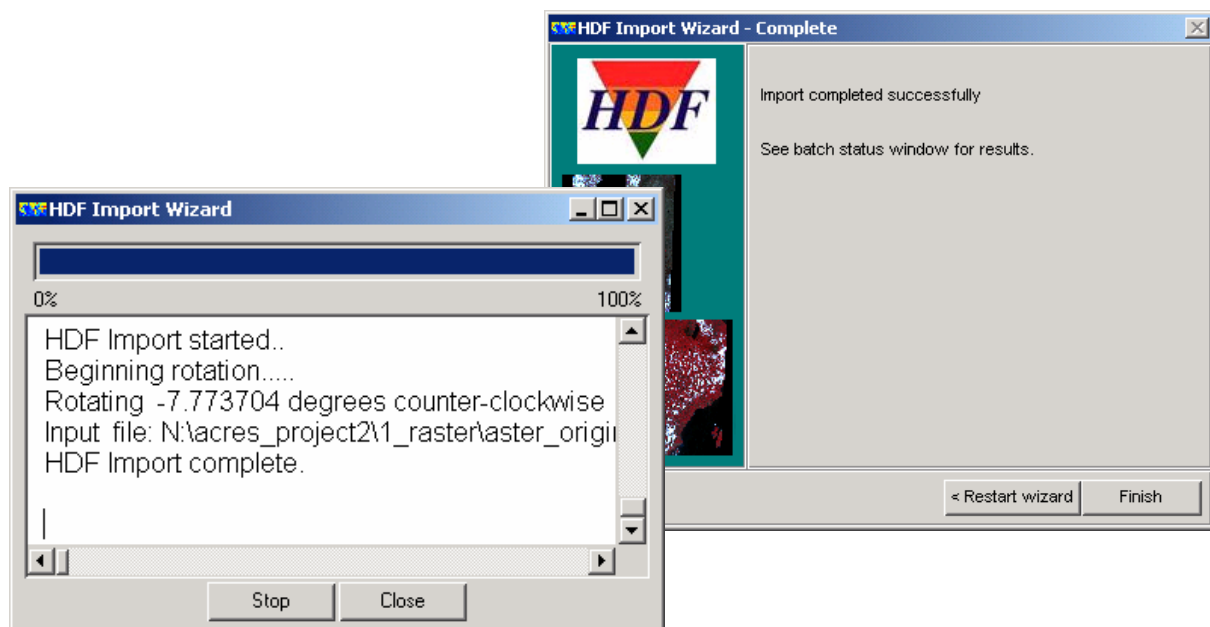 HDF Import Wizard - Complete
HDF
Import completed successfully
See batch status window for results.
< Restart wizard
Finish
HDF Import Wizard
0%
100%
HDF Import started..
Beginning rotation.....
Rotating -7.773704 degrees counter-clockwise
Input file: N:\acres_project2\1_raster\aster_origi
HDF Import complete.
Stop
Close